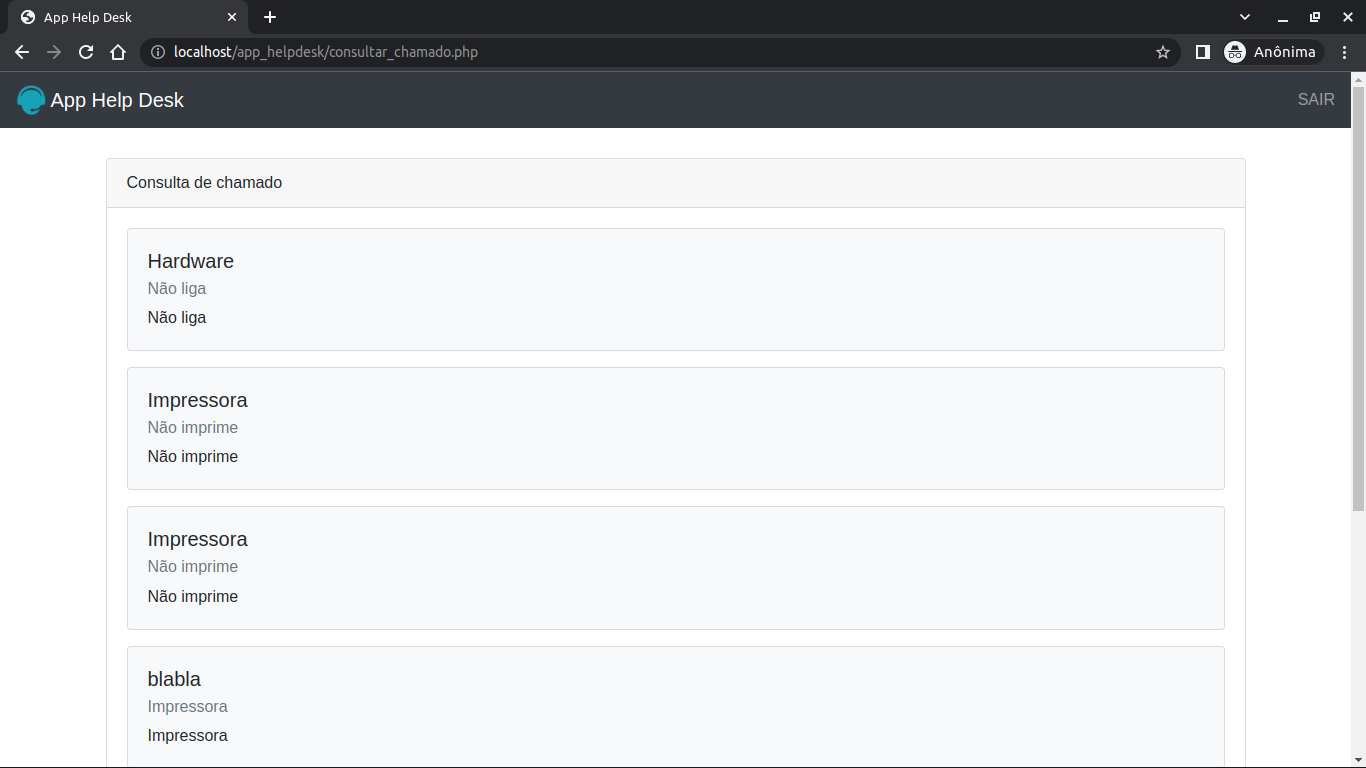 App Help Desk
localhost/app_helpdesk/consultar_chamado.php
Anônima
App Help Desk
SAIR
Consulta de chamado
Hardware
Não liga
Não liga
Impressora
Não imprime
Não imprime
Impressora
Não imprime
Não imprime
blabla
Impressora
Impressora